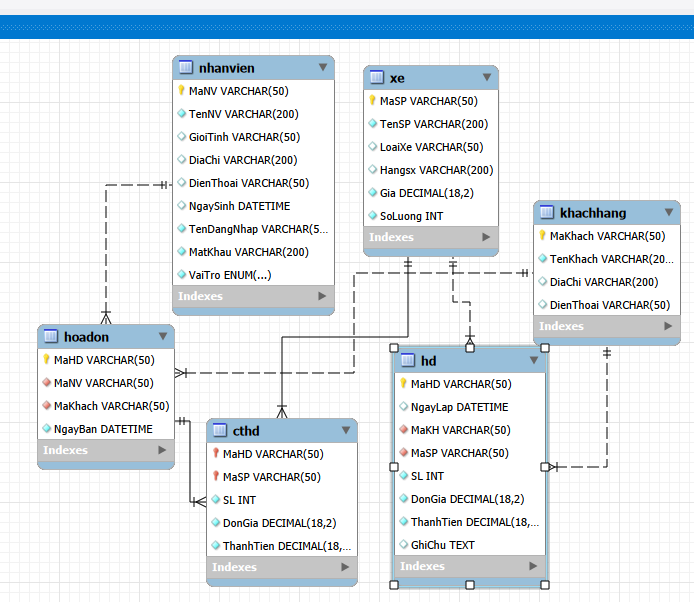 nhanvien
MaNV VARCHAR(50)
TenNV VARCHAR(200)
GioiTinh VARCHAR(50)
DiaChi VARCHAR(200)
DienThoai VARCHAR(50)
NgaySinh DATETIME
TenDangNhap VARCHAR(5...
MatKhau VARCHAR(200)
VaiTro ENUM(...)
Indexes
xe
MaSP VARCHAR(50)
TenSP VARCHAR(200)
LoaiXe VARCHAR(50)
Hangsx VARCHAR(200)
Gia DECIMAL(18,2)
SoLuong INT
Indexes
khachhang
MaKhach VARCHAR(50)
TenKhach VARCHAR(20...
DiaChi VARCHAR(200)
DienThoai VARCHAR(50)
Indexes
hoadon
MaHD VARCHAR(50)
MaNV VARCHAR(50)
MaKhach VARCHAR(50)
NgayBan DATETIME
Indexes
cthd
MaHD VARCHAR(50)
MaSP VARCHAR(50)
SL INT
DonGia DECIMAL(18,2)
ThanhTien DECIMAL(18,...
Indexes
hd
MaHD VARCHAR(50)
NgayLap DATETIME
MaKH VARCHAR(50)
MaSP VARCHAR(50)
SL INT
DonGia DECIMAL(18,2)
ThanhTien DECIMAL(18,...
GhiChu TEXT
Indexes